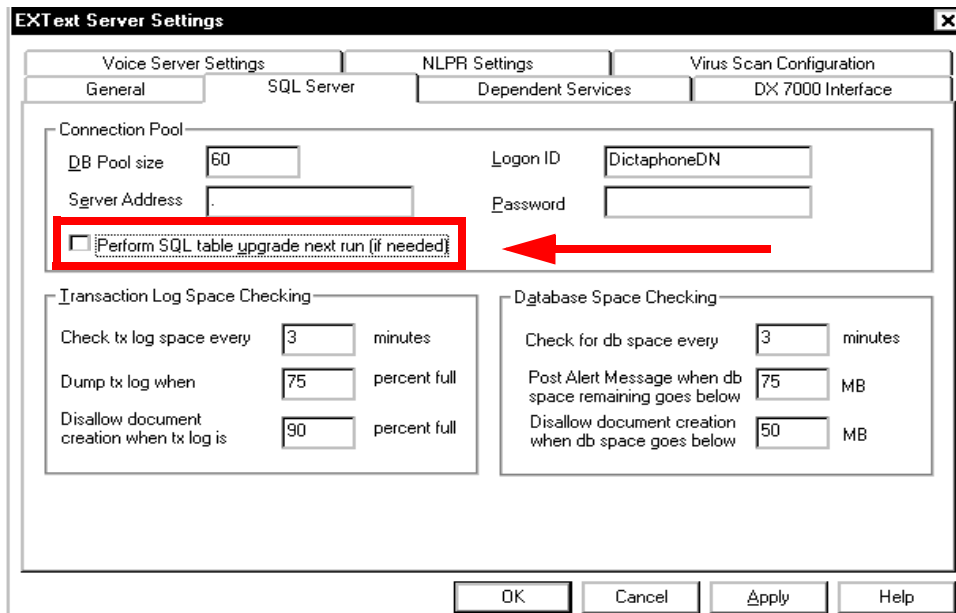 EXText Server Settings
Voice Server Settings
NLPR Settings
Virus Scan Configuration
General
SQL Server
Dependent Services
DX 7000 Interface
Connection Pool
DB Pool size
60
Logon ID
DictaphoneDN
Server Address
.
Password
Perform SQL table upgrade next run (if needed)
Transaction Log Space Checking
Check tx log space every
3
minutes
Dump tx log when
75
percent full
Disallow document
creation when tx log is
90
percent full
Database Space Checking
Check for db space every
3
minutes
Post Alert Message when db
space remaining goes below
75
MB
Disallow document creation
when db space goes below
50
MB
OK
Cancel
Apply
Help